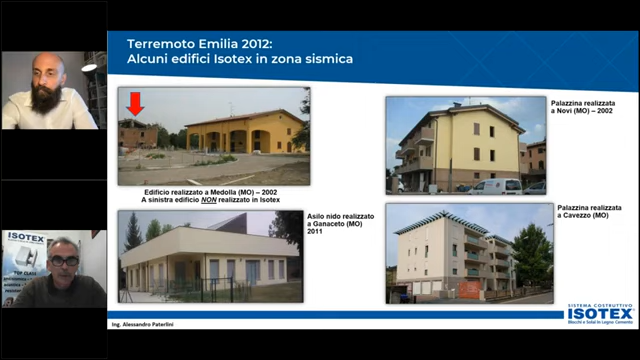 Terremoto Emilia 2012:
Alcuni edifici Isotex in zona sismica
Edificio realizzato a Medolla (MO) – 2002
A sinistra edificio NON realizzato in Isotex
Palazzina realizzata
a Novi (MO) – 2002
Asilo nido realizzato
a Ganaceto (MO)
2011
Palazzina realizzata
a Cavezzo (MO)
ISOTEX
TOP CLASS
Ing. Alessandro Paterlini
SISTEMA COSTRUTTIVO
ISOTEX®
Blocchi e Solai in Legno Cemento